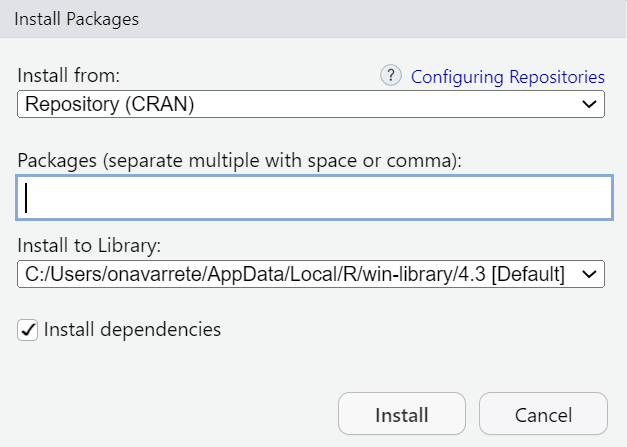 Install Packages
Install from:
? Configuring Repositories
Repository (CRAN)
Packages (separate multiple with space or comma):
Install to Library:
C:/Users/onavarrete/AppData/Local/R/win-library/4.3 [Default]
Install dependencies
Install
Cancel